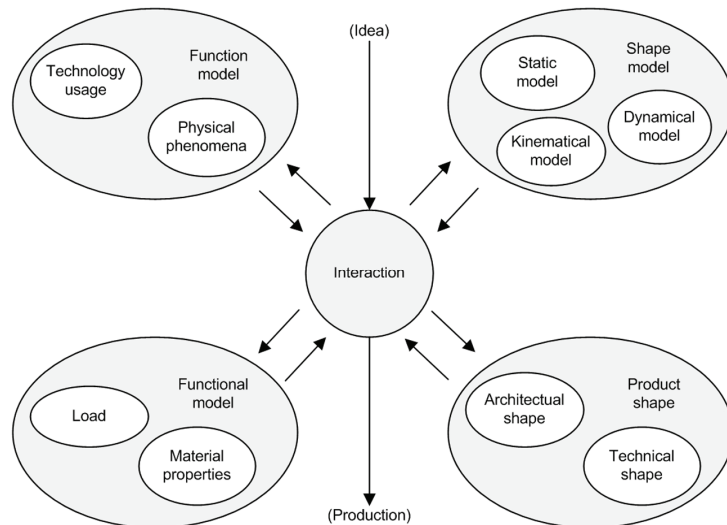 (Idea)
Function
model
Technology
usage
Physical
phenomena
Shape
model
Static
model
Dynamical
model
Kinematical
model
Interaction
Functional
model
Load
Material
properties
Product
shape
Architectual
shape
Technical
shape
(Production)